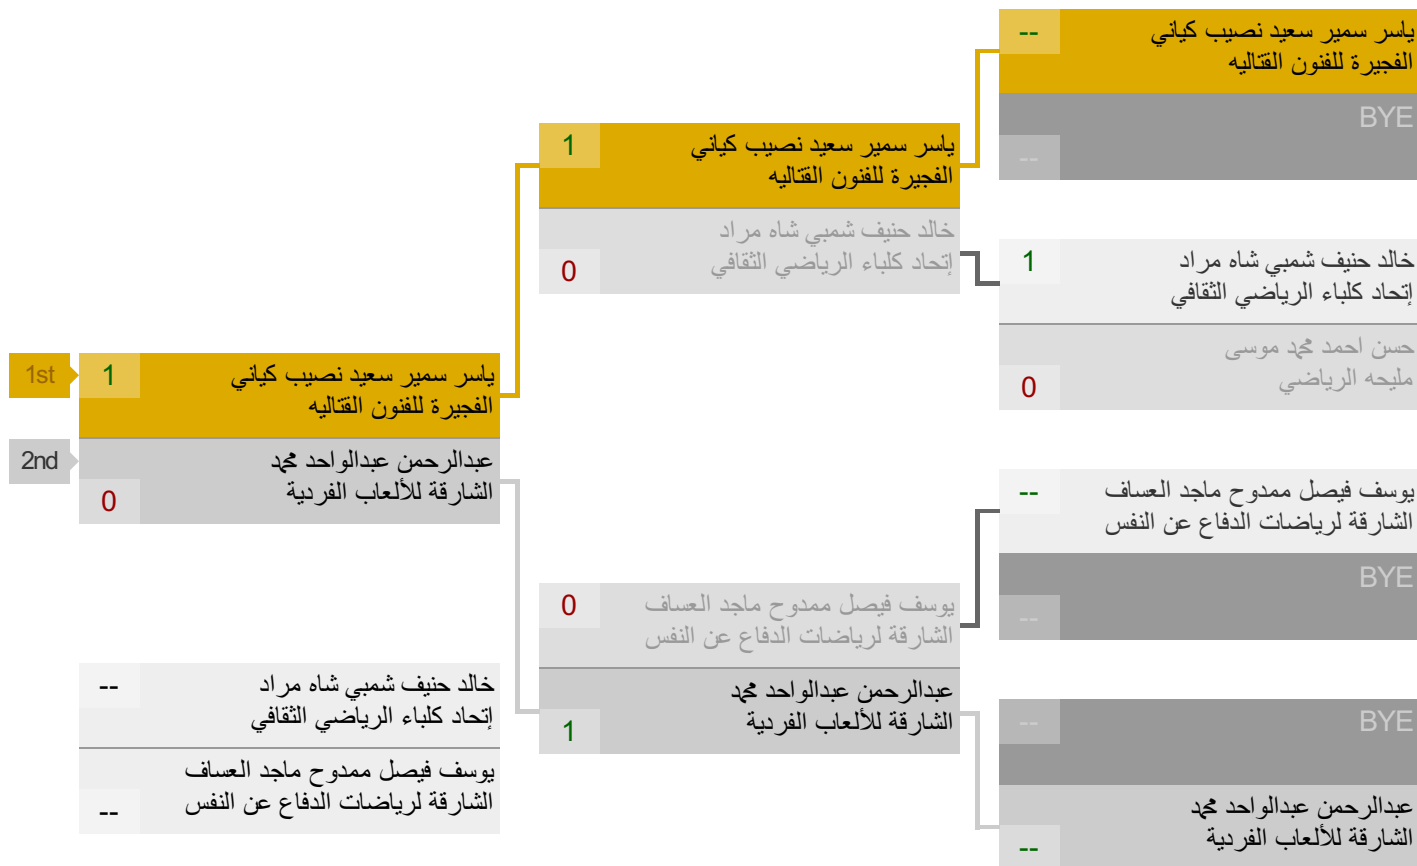 --
ياسر سمير سعيد نصيب كياني
الفجيرة للفنون القتاليه
BYE
--
1
ياسر سمير سعيد نصيب كياني
الفجيرة للفنون القتاليه
خالد حنيف شمبي شاه مراد
إتحاد كلباء الرياضي الثقافي
0
1
خالد حنيف شمبي شاه مراد
إتحاد كلباء الرياضي الثقافي
حسن احمد محمد موسى
مليحه الرياضي
0
1st
1
ياسر سمير سعيد نصيب كياني
الفجيرة للفنون القتاليه
2nd
عبدالرحمن عبدالواحد محمد
الشارقة للألعاب الفردية
0
--
يوسف فيصل ممدوح ماجد العساف
الشارقة لرياضات الدفاع عن النفس
BYE
--
0
يوسف فيصل ممدوح ماجد العساف
الشارقة لرياضات الدفاع عن النفس
عبدالرحمن عبدالواحد محمد
الشارقة للألعاب الفردية
1
--
خالد حنيف شمبي شاه مراد
إتحاد كلباء الرياضي الثقافي
يوسف فيصل ممدوح ماجد العساف
الشارقة لرياضات الدفاع عن النفس
--
--
BYE
عبدالرحمن عبدالواحد محمد
الشارقة للألعاب الفردية
--